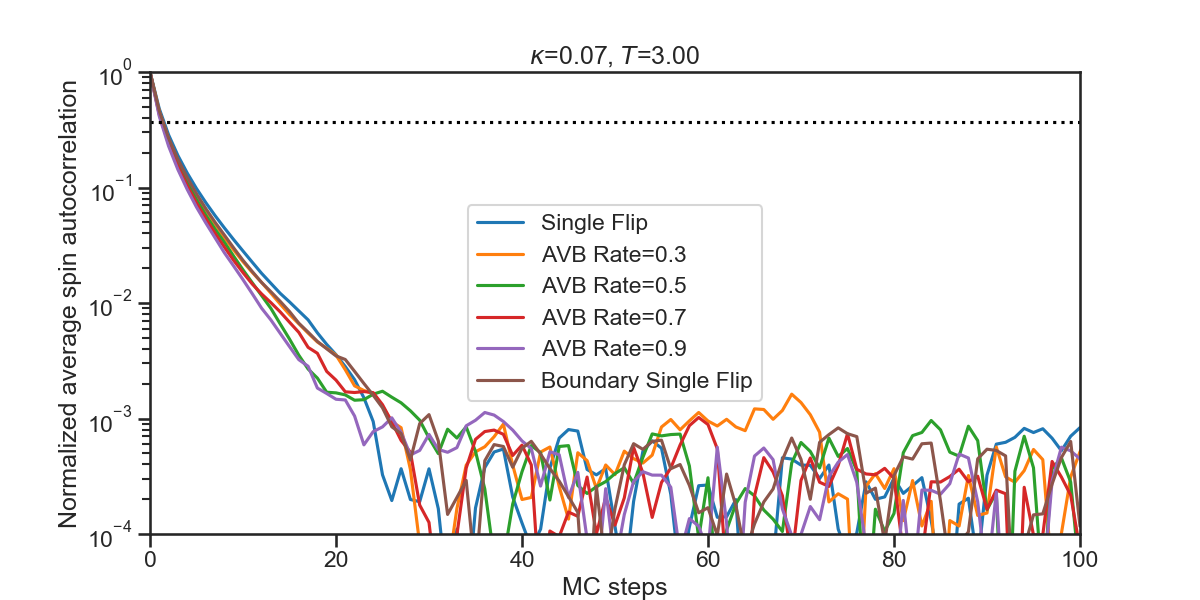 κ=0.07, T=3.00
Normalized average spin autocorrelation
10⁰
10⁻¹
10⁻²
10⁻³
10⁻⁴
Single Flip
AVB Rate=0.3
AVB Rate=0.5
AVB Rate=0.7
AVB Rate=0.9
Boundary Single Flip
0 20 40 60 80 100
MC steps